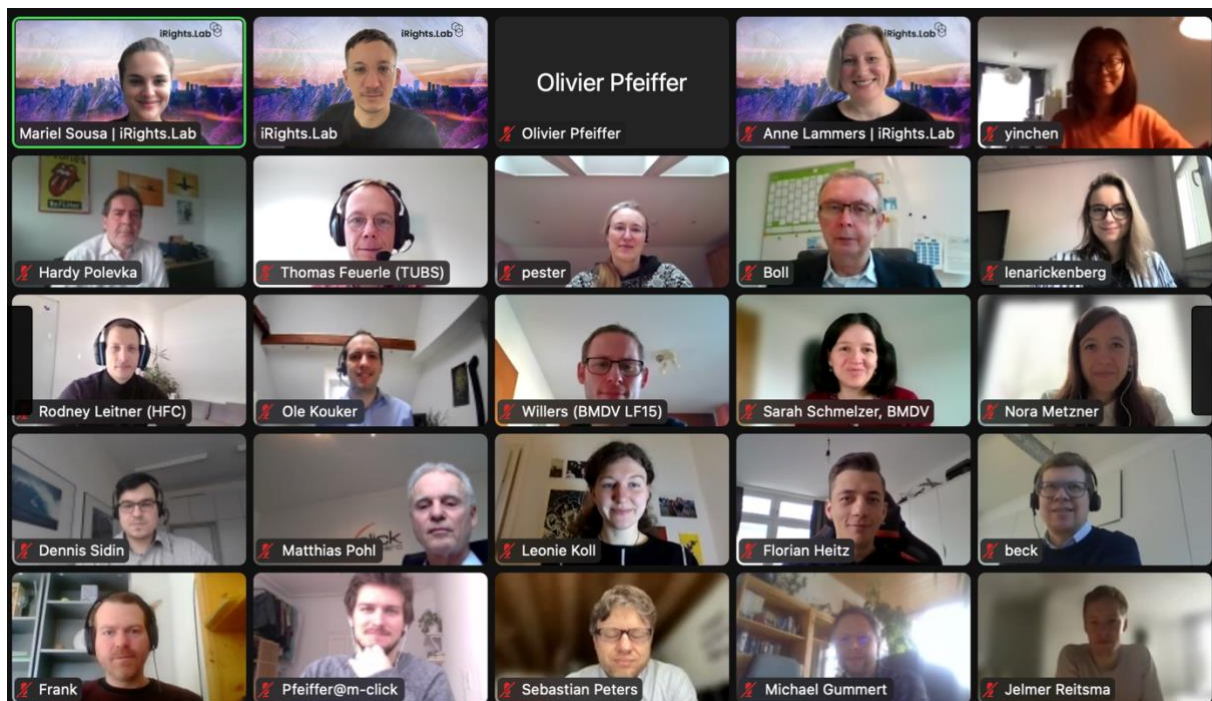 iRights.Lab
Mariel Sousa | iRights.Lab
iRights.Lab
iRights.Lab
Olivier Pfeiffer
Olivier Pfeiffer
iRights.Lab
Anne Lammers | iRights.Lab
yinchen
Hardy Polevka
Thomas Feuerle (TUBS)
pester
Boll
lenarickenberg
Rodney Leitner (HFC)
Ole Kouker
Willers (BMDV LF15)
Sarah Schmelzer, BMDV
Nora Metzner
Dennis Sidin
click
Matthias Pohl
Leonie Koll
Florian Heitz
beck
Frank
Pfeiffer@m-click
Sebastian Peters
Michael Gummert
Jelmer Reitsma